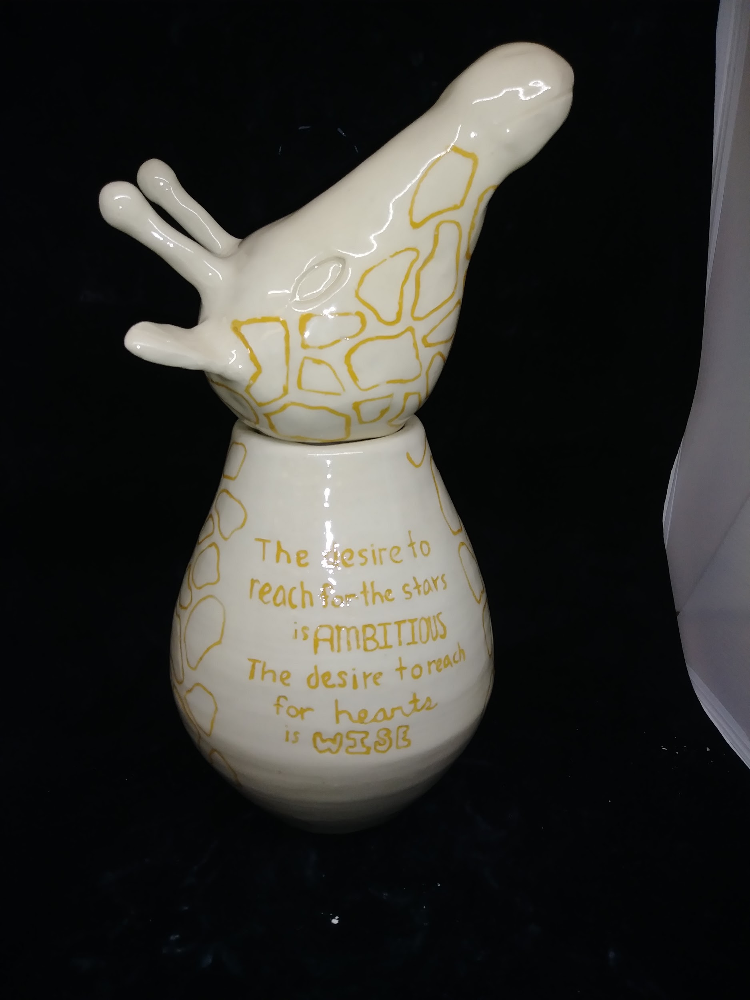 The desire to
reach for the stars
is AMBITIOUS
The desire to reach
for hearts
is WISE